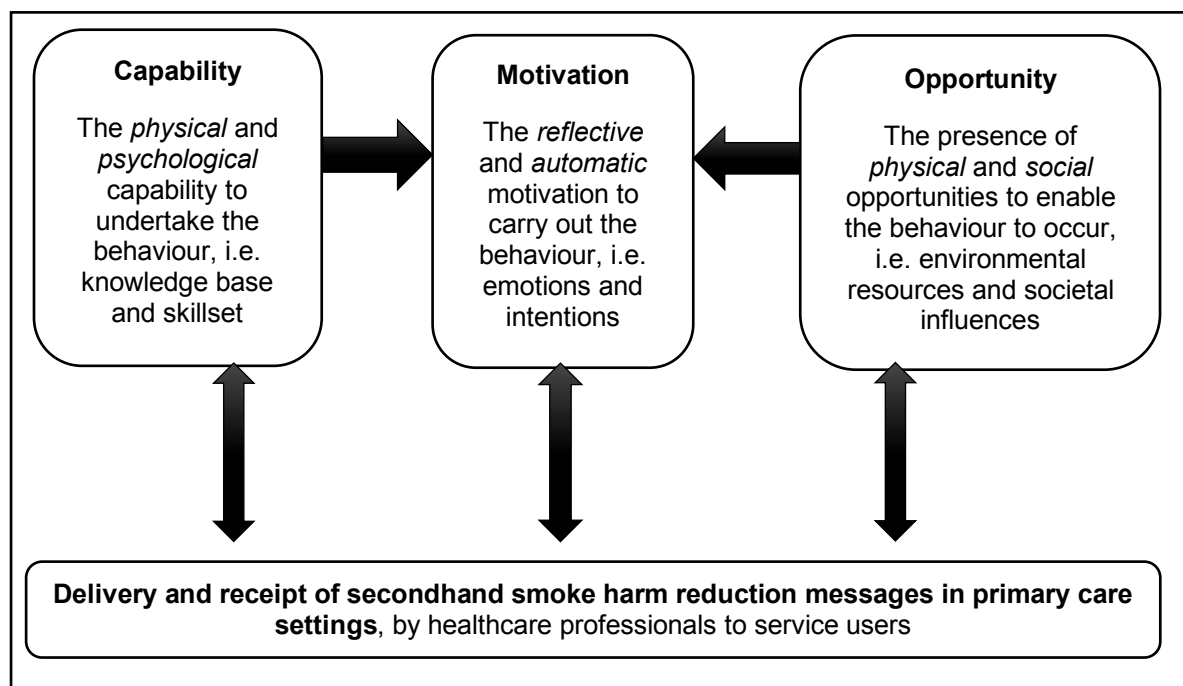 Capability
The physical and
psychological
capability to
undertake the
behaviour, i.e.
knowledge base
and skillset
Motivation
The reflective
and automatic
motivation to
carry out the
behaviour, i.e.
emotions and
intentions
Opportunity
The presence of
physical and social
opportunities to enable
the behaviour to occur,
i.e. environmental
resources and societal
influences
Delivery and receipt of secondhand smoke harm reduction messages in primary care
settings, by healthcare professionals to service users